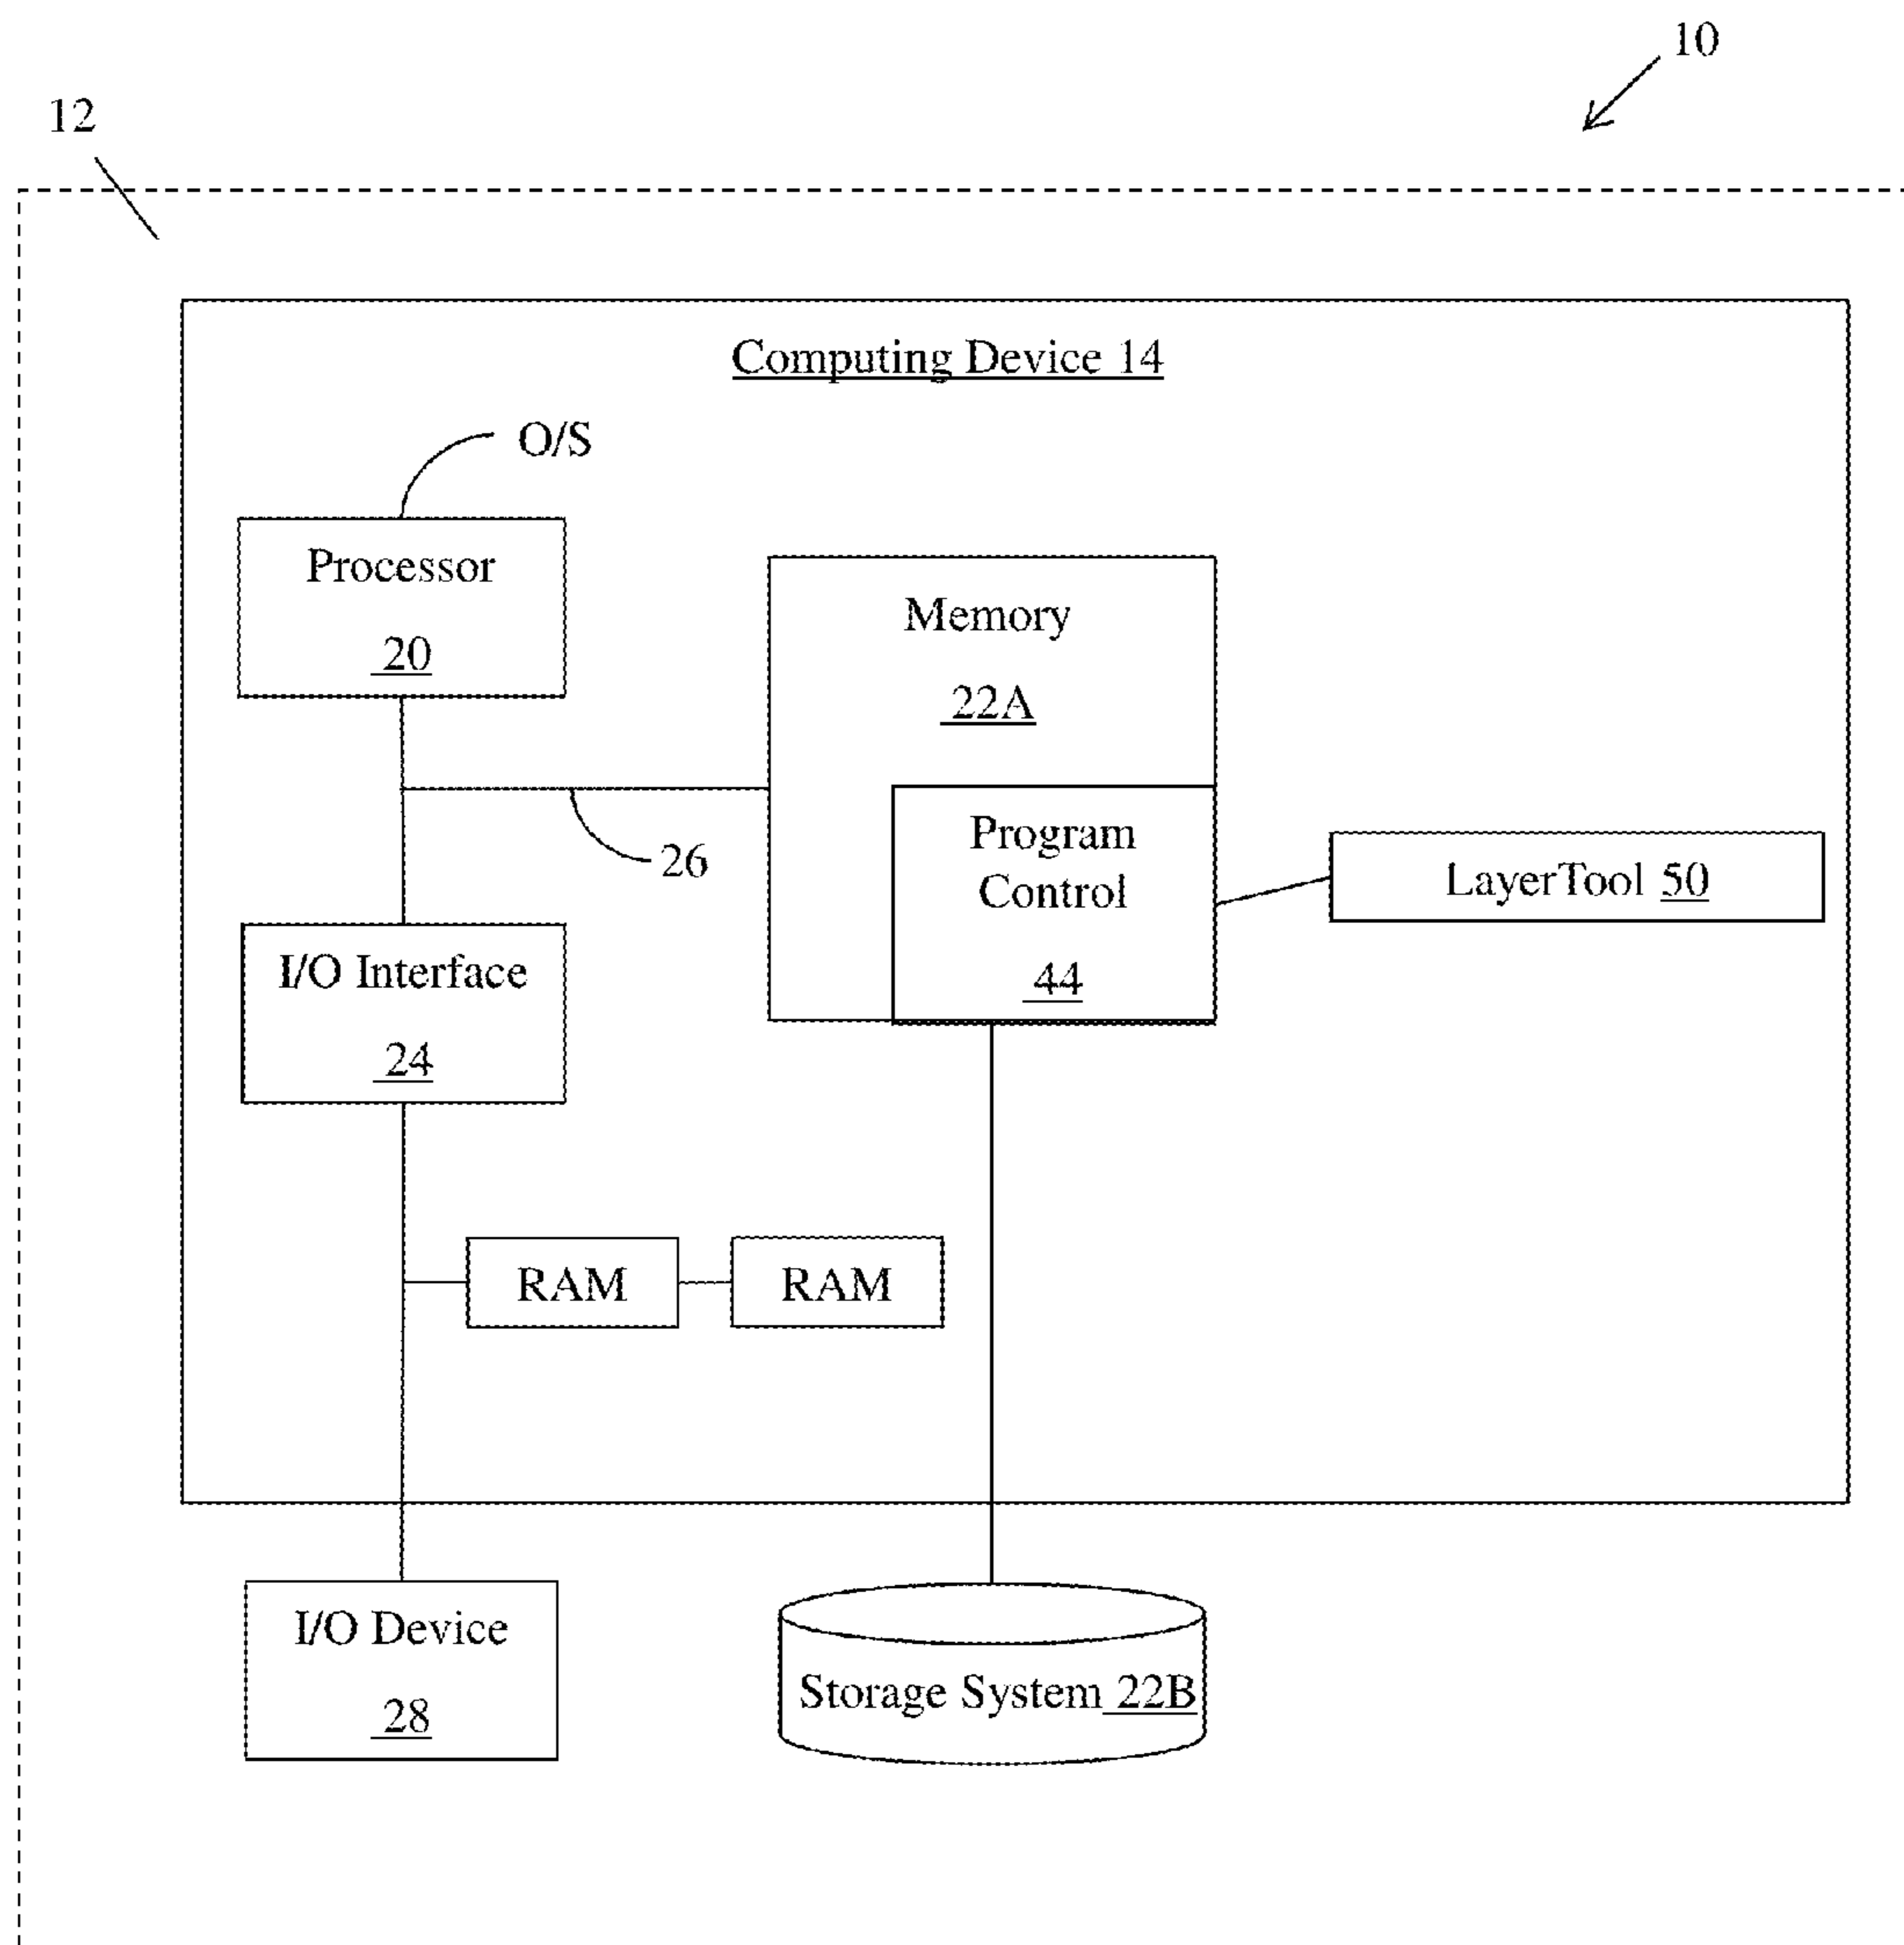 10
12
Computing Device 14
O/S
Processor
20
Memory
22A
Program
Control
44
26
LayerTool 50
I/O Interface
24
RAM
RAM
I/O Device
28
Storage System 22B